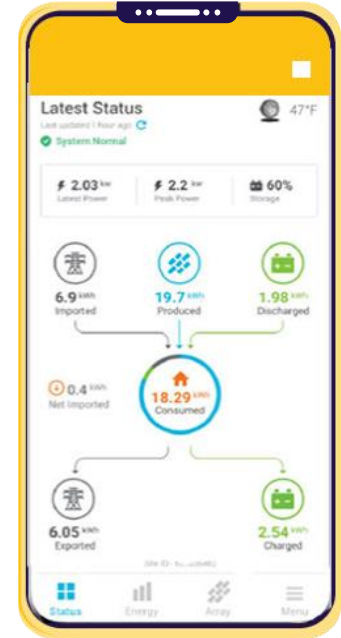 Latest Status
47°F
Last updated 1 hour ago
System Normal
2.03 kw
2.2 kw
60%
Latest Power
Peak Power
Storage
6.9 kWh
19.7 kWh
1.98 kWh
Imported
Produced
Discharged
0.4 kWh
Net Imported
18.29 kWh
Consumed
6.05 kWh
2.54 kWh
Exported
Charged
Status
Energy
Array
Menu